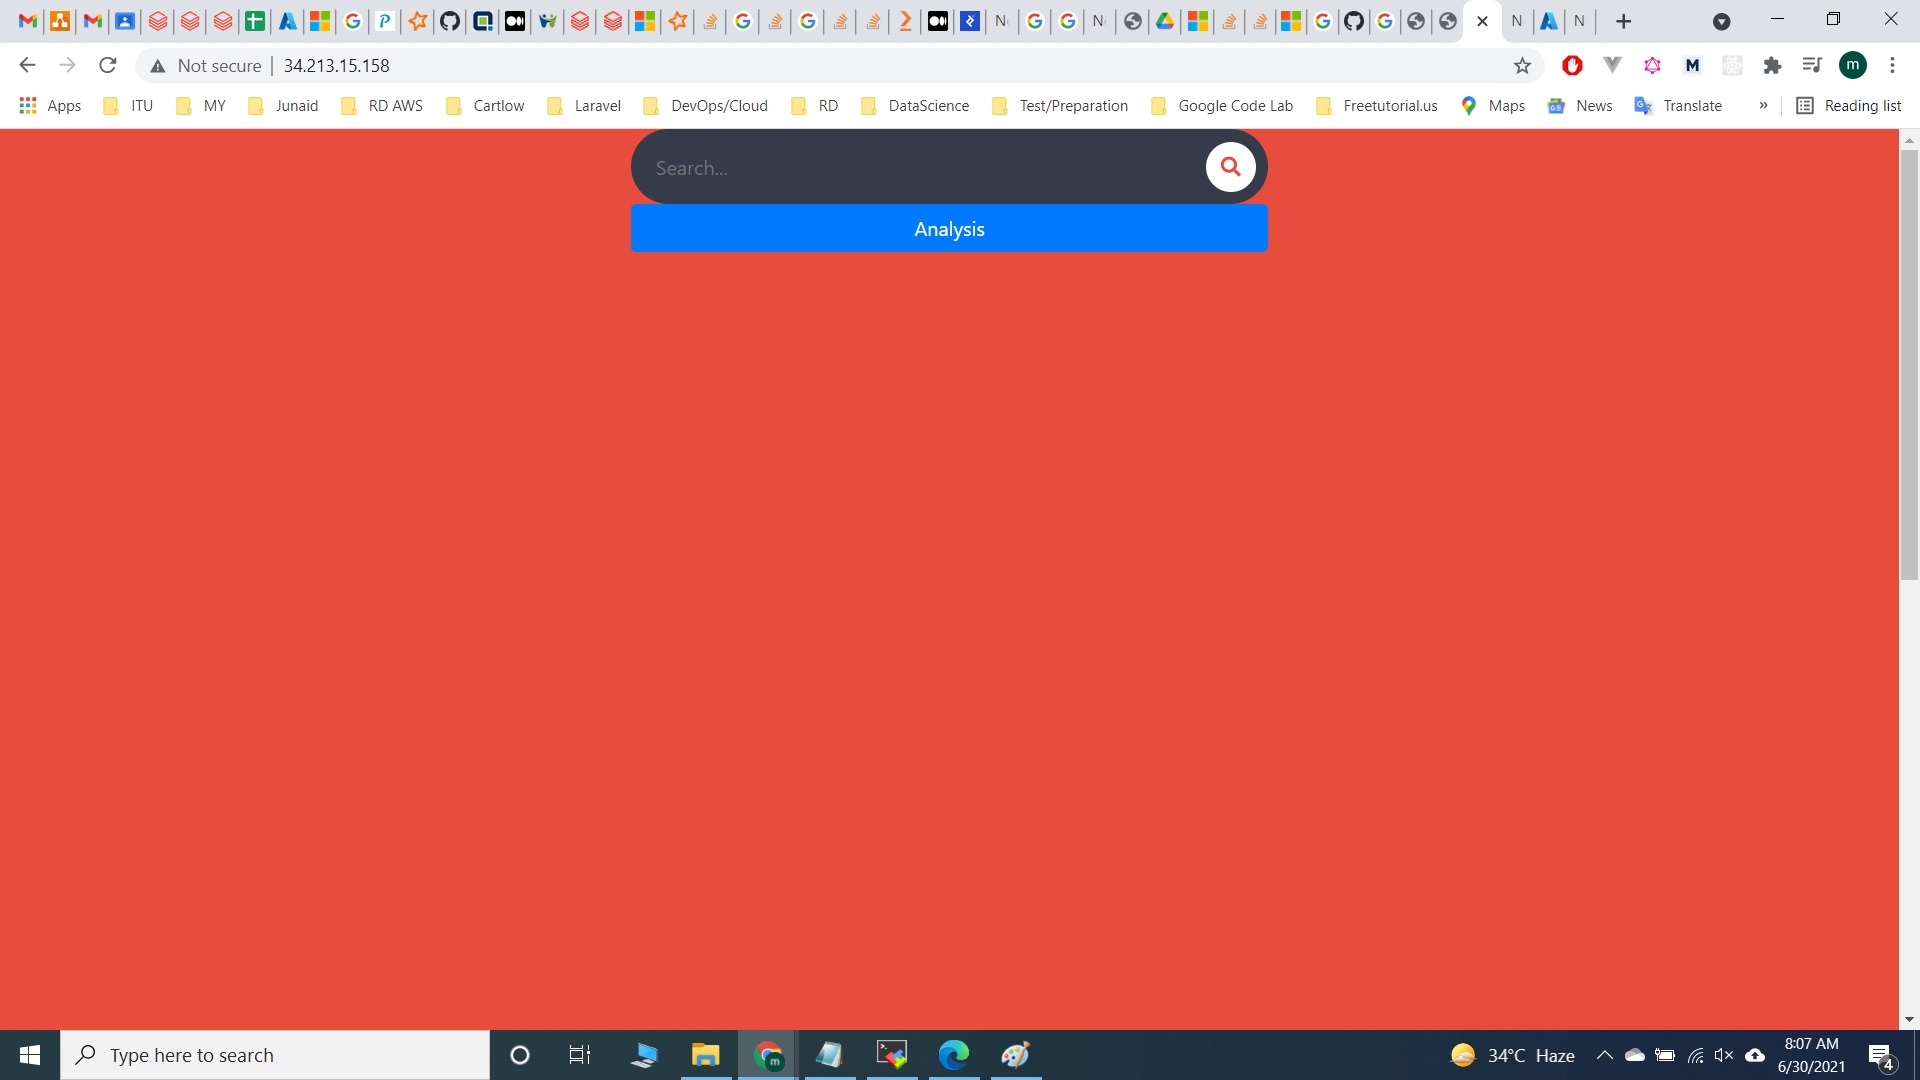 N
N
N
N
Not secure 34.213.15.158
M
m
Apps ITU MY Junaid RD AWS Cartlow Laravel DevOps/Cloud RD DataScience Test/Preparation Google Code Lab Freetutorial.us Maps News Translate » Reading list
Search...
Analysis
Type here to search
34°C Haze
8:07 AM
6/30/2021
4